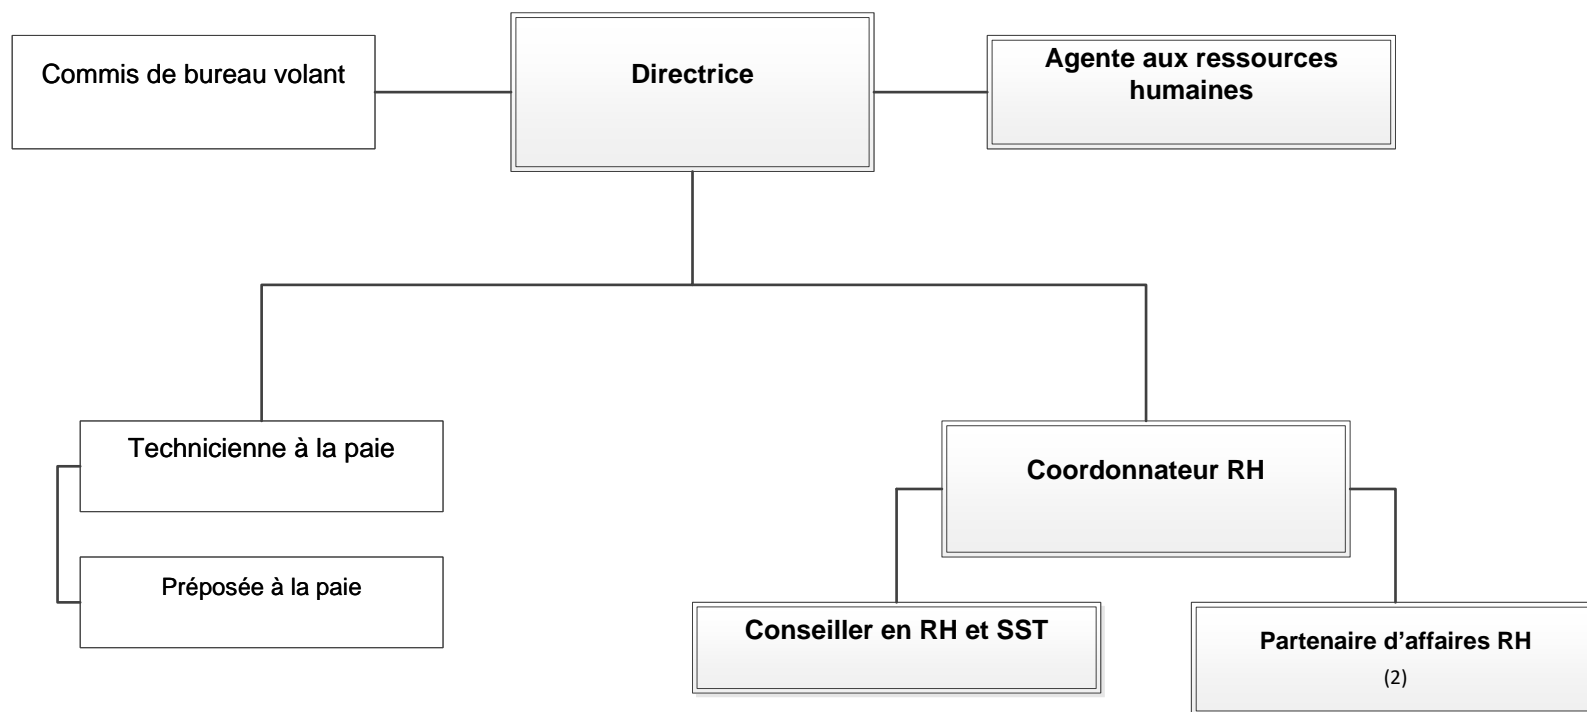 Commis de bureau volant
Directrice
Agente aux ressources
humaines
Technicienne à la paie
Coordonnateur RH
Préposée à la paie
Conseiller en RH et SST
Partenaire d'affaires RH
(2)